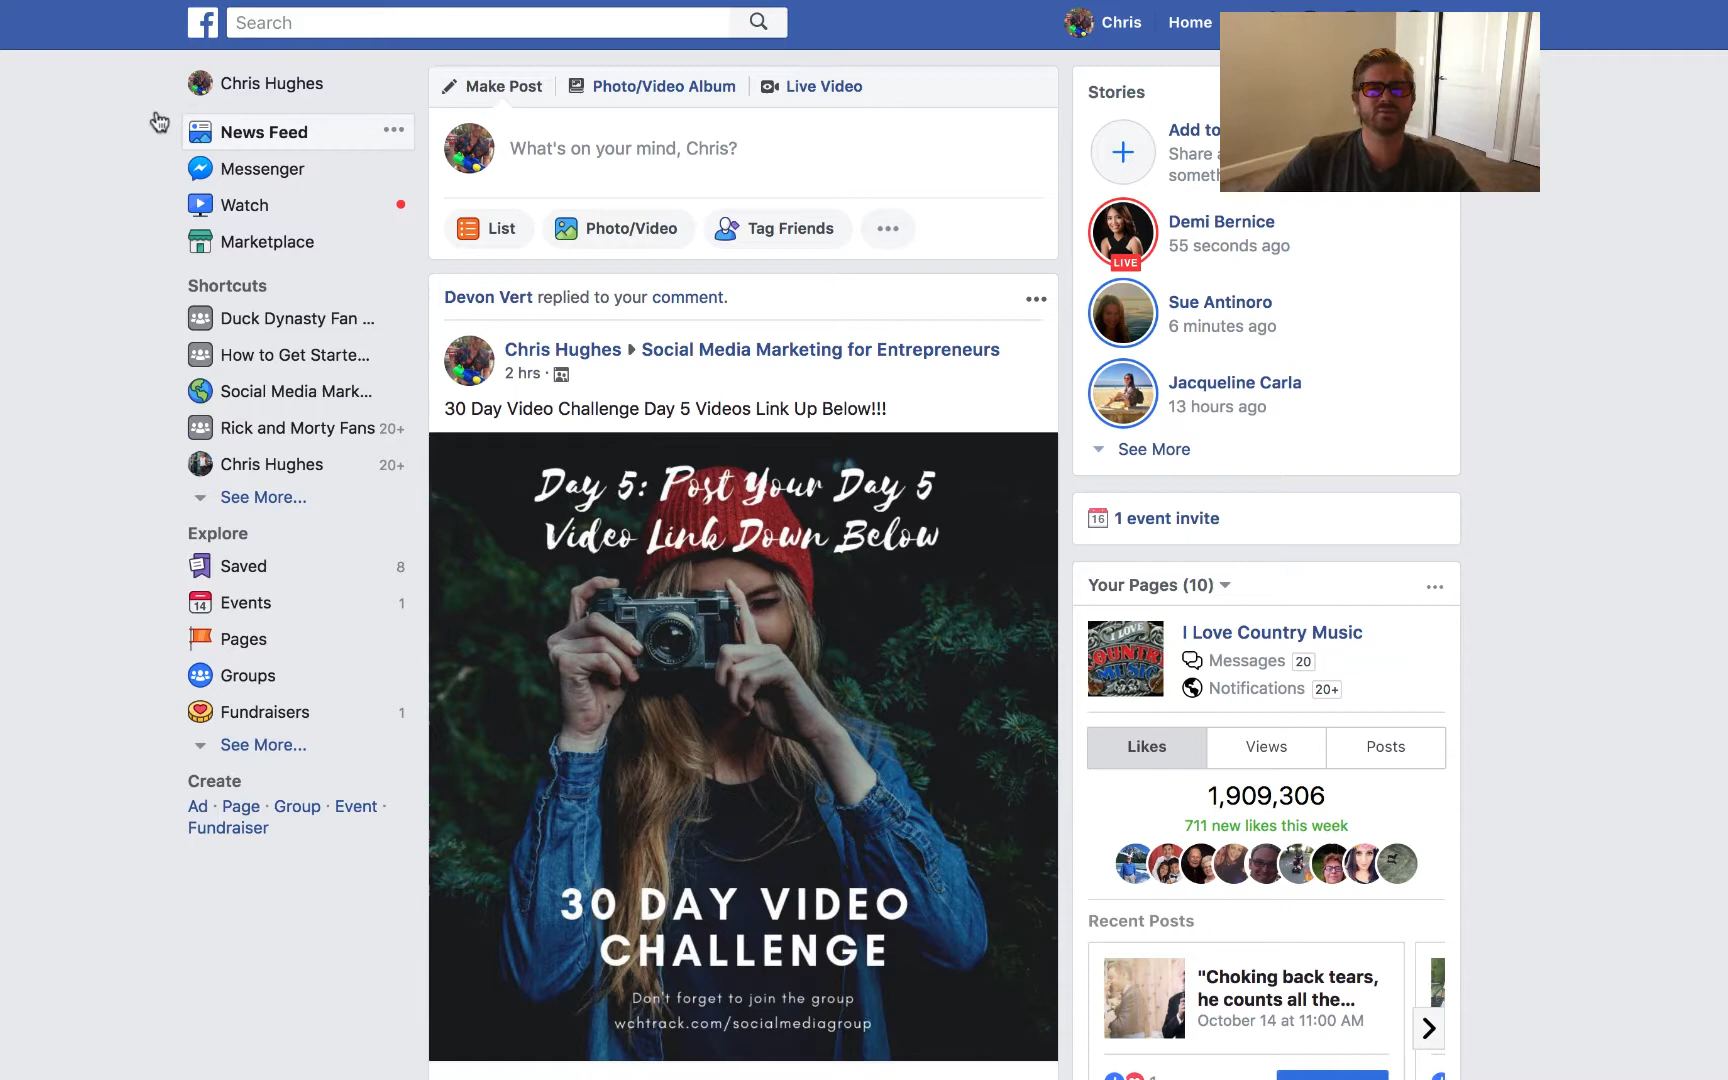 Search
Chris
Home
Chris Hughes
News Feed
Messenger
Watch
Marketplace
Shortcuts
Duck Dynasty Fan ...
How to Get Starte...
Social Media Mark...
Rick and Morty Fans 20+
Chris Hughes 20+
See More...
Explore
Saved 8
14 Events 1
Pages
Groups
Fundraisers 1
See More...
Create
Ad · Page · Group · Event ·
Fundraiser
Make Post
Photo/Video Album
Live Video
What's on your mind, Chris?
List
Photo/Video
Tag Friends
Devon Vert replied to your comment.
Chris Hughes Social Media Marketing for Entrepreneurs
2 hrs ·
30 Day Video Challenge Day 5 Videos Link Up Below!!!
Day 5: Post Your Day 5
Video Link Down Below
30 DAY VIDEO
CHALLENGE
Don't forget to join the group
wchtrack.com/socialmediagroup
Stories
Add to
Share
Demi Bernice
55 seconds ago
LIVE
Sue Antinoro
6 minutes ago
Jacqueline Carla
13 hours ago
See More
16 1 event invite
Your Pages (10)
I LOVE
COUNTRY
MUSIC
I Love Country Music
Messages 20
Notifications 20+
Likes
Views
Posts
1,909,306
711 new likes this week
Recent Posts
"Choking back tears,
he counts all the...
October 14 at 11:00 AM